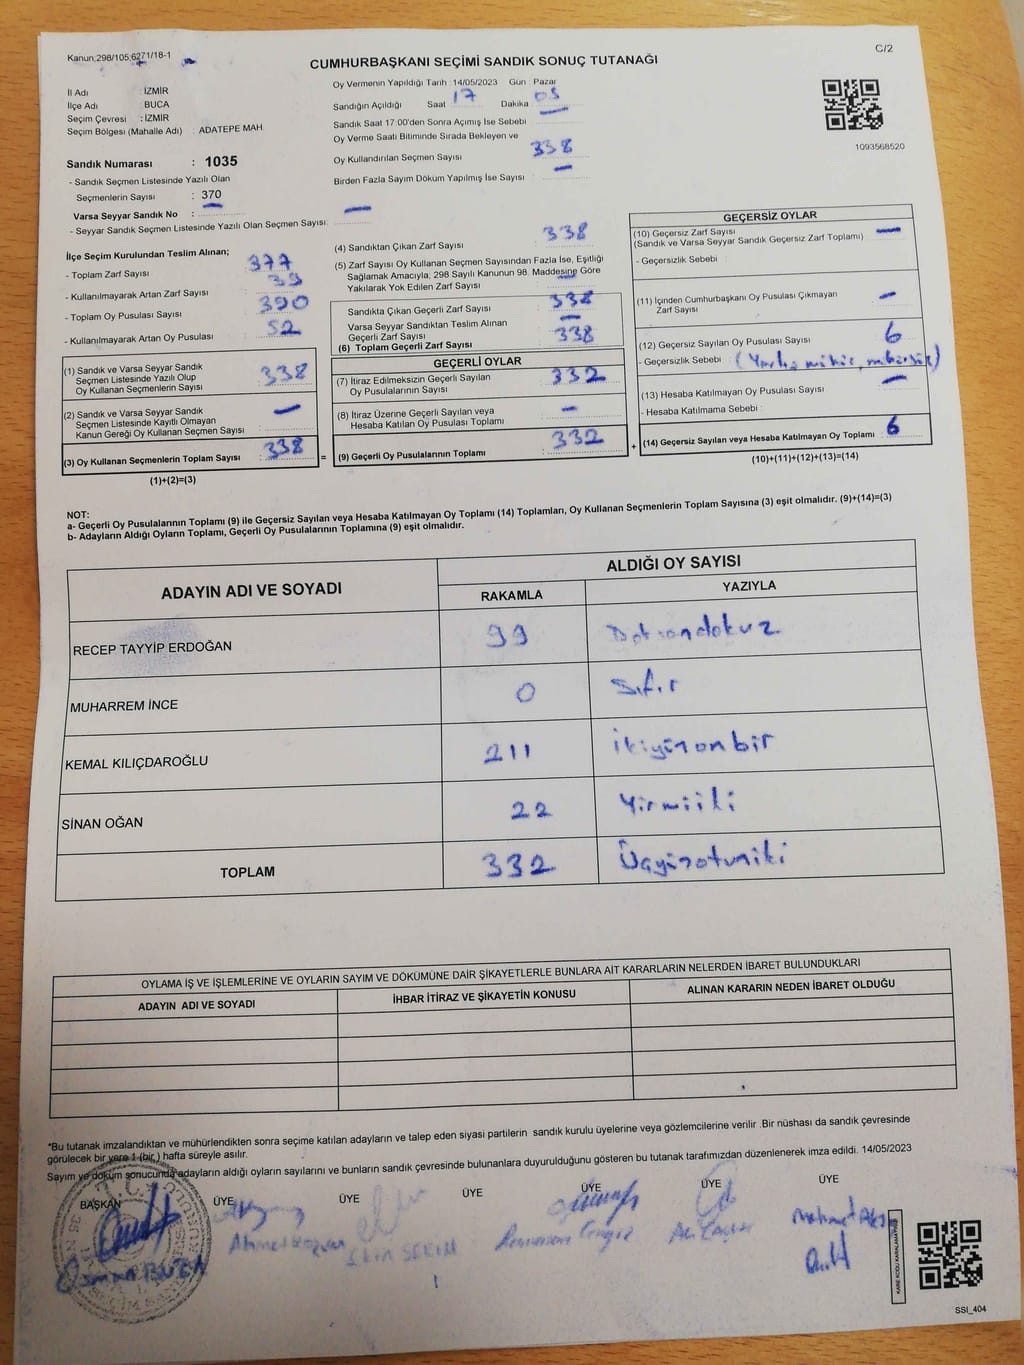 Kanun;298/105;6271/18-1
C/2
CUMHURBAŞKANI SEÇİMİ SANDIK SONUÇ TUTANAĞI
İl Adı : İZMİR
İlçe Adı : BUCA
Seçim Çevresi : İZMİR
Seçim Bölgesi (Mahalle Adı) : ADATEPE MAH.
Sandık Numarası : 1035
- Sandık Seçmen Listesinde Yazılı Olan
Seçmenlerin Sayısı : 370
Varsa Seyyar Sandık No :
- Seyyar Sandık Seçmen Listesinde Yazılı Olan Seçmen Sayısı: —
Oy Vermenin Yapıldığı Tarih :14/05/2023 Gün : Pazar
Sandığın Açıldığı Saat 17 Dakika 05
Sandık Saat 17:00'den Sonra Açımış İse Sebebi —
Oy Verme Saati Bitiminde Sırada Bekleyen ve
Oy Kullandırılan Seçmen Sayısı 338
Birden Fazla Sayım Döküm Yapılmış İse Sayısı : —
1093568520
İlçe Seçim Kurulundan Teslim Alınan;
- Toplam Zarf Sayısı : 377
- Kullanılmayarak Artan Zarf Sayısı : 39
- Toplam Oy Pusulası Sayısı : 390
- Kullanılmayarak Artan Oy Pusulası : 52
(1) Sandık ve Varsa Seyyar Sandık
Seçmen Listesinde Yazılı Olup
Oy Kullanan Seçmenlerin Sayısı : 338
(2) Sandık ve Varsa Seyyar Sandık
Seçmen Listesinde Kayıtlı Olmayan
Kanun Gereği Oy Kullanan Seçmen Sayısı : —
(3) Oy Kullanan Seçmenlerin Toplam Sayısı : 338 =
(1)+(2)=(3)
(4) Sandıktan Çıkan Zarf Sayısı : 338
(5) Zarf Sayısı Oy Kullanan Seçmen Sayısından Fazla İse, Eşitliği
Sağlamak Amacıyla; 298 Sayılı Kanunun 98. Maddesine Göre
Yakılarak Yok Edilen Zarf Sayısı : —
Sandıkta Çıkan Geçerli Zarf Sayısı : 338
Varsa Seyyar Sandıktan Teslim Alınan
Geçerli Zarf Sayısı : —
(6) Toplam Geçerli Zarf Sayısı : 338
GEÇERLİ OYLAR
(7) İtiraz Edilmeksizin Geçerli Sayılan
Oy Pusulalarının Sayısı : 332
(8) İtiraz Üzerine Geçerli Sayılan veya
Hesaba Katılan Oy Pusulası Toplamı : —
(9) Geçerli Oy Pusulalarının Toplamı : 332 +
GEÇERSİZ OYLAR
(10) Geçersiz Zarf Sayısı : —
(Sandık ve Varsa Seyyar Sandık Geçersiz Zarf Toplamı)
- Geçersizlik Sebebi :
(11) İçinden Cumhurbaşkanı Oy Pusulası Çıkmayan
Zarf Sayısı : —
(12) Geçersiz Sayılan Oy Pusulası Sayısı : 6
- Geçersizlik Sebebi :
(13) Hesaba Katılmayan Oy Pusulası Sayısı : —
- Hesaba Katılmama Sebebi :
(14) Geçersiz Sayılan veya Hesaba Katılmayan Oy Toplamı : 6
(10)+(11)+(12)+(13)=(14)
NOT:
a- Geçerli Oy Pusulalarının Toplamı (9) ile Geçersiz Sayılan veya Hesaba Katılmayan Oy Toplamı (14) Toplamları, Oy Kullanan Seçmenlerin Toplam Sayısına (3) eşit olmalıdır. (9)+(14)=(3)
b- Adayların Aldığı Oyların Toplamı, Geçerli Oy Pusulalarının Toplamına (9) eşit olmalıdır.
ADAYIN ADI VE SOYADI
ALDIĞI OY SAYISI
RAKAMLA YAZIYLA
RECEP TAYYİP ERDOĞAN 99 Doksandokuz
MUHARREM İNCE 0 Sıfır
KEMAL KILIÇDAROĞLU 211 ikiyüzonbir
SİNAN OĞAN 22 Yirmiiki
TOPLAM 332 Üçyüzotuziki
OYLAMA İŞ VE İŞLEMLERİNE VE OYLARIN SAYIM VE DÖKÜMÜNE DAİR ŞİKAYETLERLE BUNLARA AİT KARARLARIN NELERDEN İBARET BULUNDUKLARI
ADAYIN ADI VE SOYADI İHBAR İTİRAZ VE ŞİKAYETİN KONUSU ALINAN KARARIN NEDEN İBARET OLDUĞU
*Bu tutanak imzalandıktan ve mühürlendikten sonra seçime katılan adayların ve talep eden siyasi partilerin sandık kurulu üyelerine veya gözlemcilerine verilir .Bir nüshası da sandık çevresinde
görülecek bir yere 1 (bir ) hafta süreyle asılır.
Sayım ve döküm sonucunda adayların aldığı oyların sayılarını ve bunların sandık çevresinde bulunanlara duyurulduğunu gösteren bu tutanak tarafımızdan düzenlenerek imza edildi. 14/05/2023
BAŞKAN ÜYE ÜYE ÜYE ÜYE ÜYE ÜYE
Osman BUZA
SSI_404